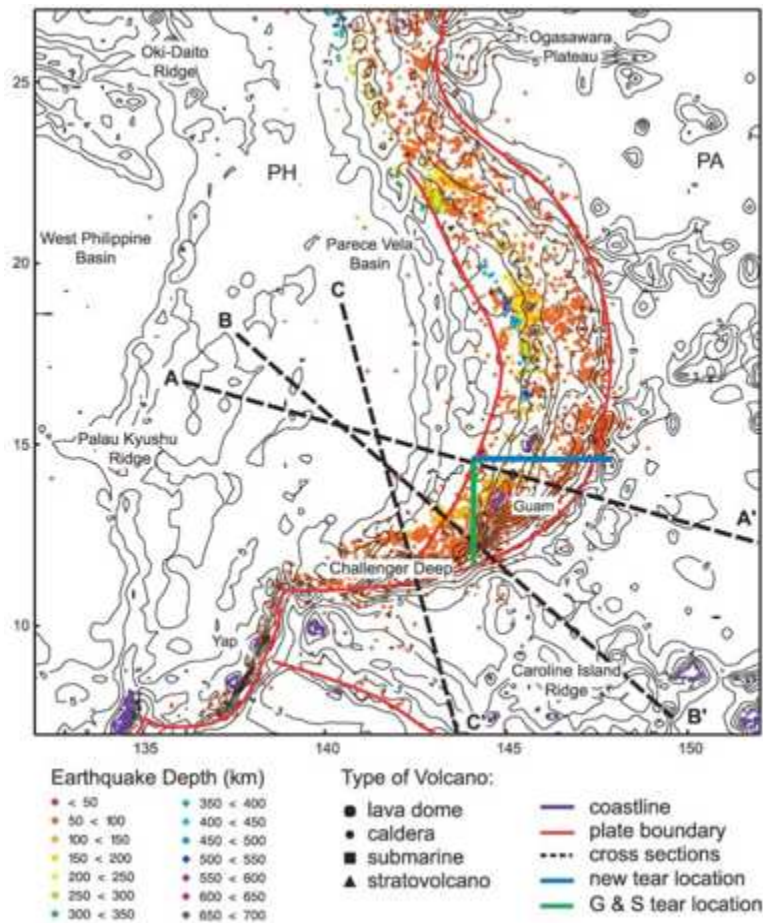 Oki-Daito
Ridge
Ogasawara
Plateau
25
PH
PA
West Philippine
Basin
Parece Vela
Basin
20
C
B
A
15
Palau Kyushu
Ridge
Guam
A'
Challenger Deep
10
Yap
Caroline Island
Ridge
C'
B'
135
140
145
150
Earthquake Depth (km)
< 50
50 < 100
100 < 150
150 < 200
200 < 250
250 < 300
300 < 350
350 < 400
400 < 450
450 < 500
500 < 550
550 < 600
600 < 650
650 < 700
Type of Volcano:
lava dome
caldera
submarine
stratovolcano
coastline
plate boundary
cross sections
new tear location
G & S tear location